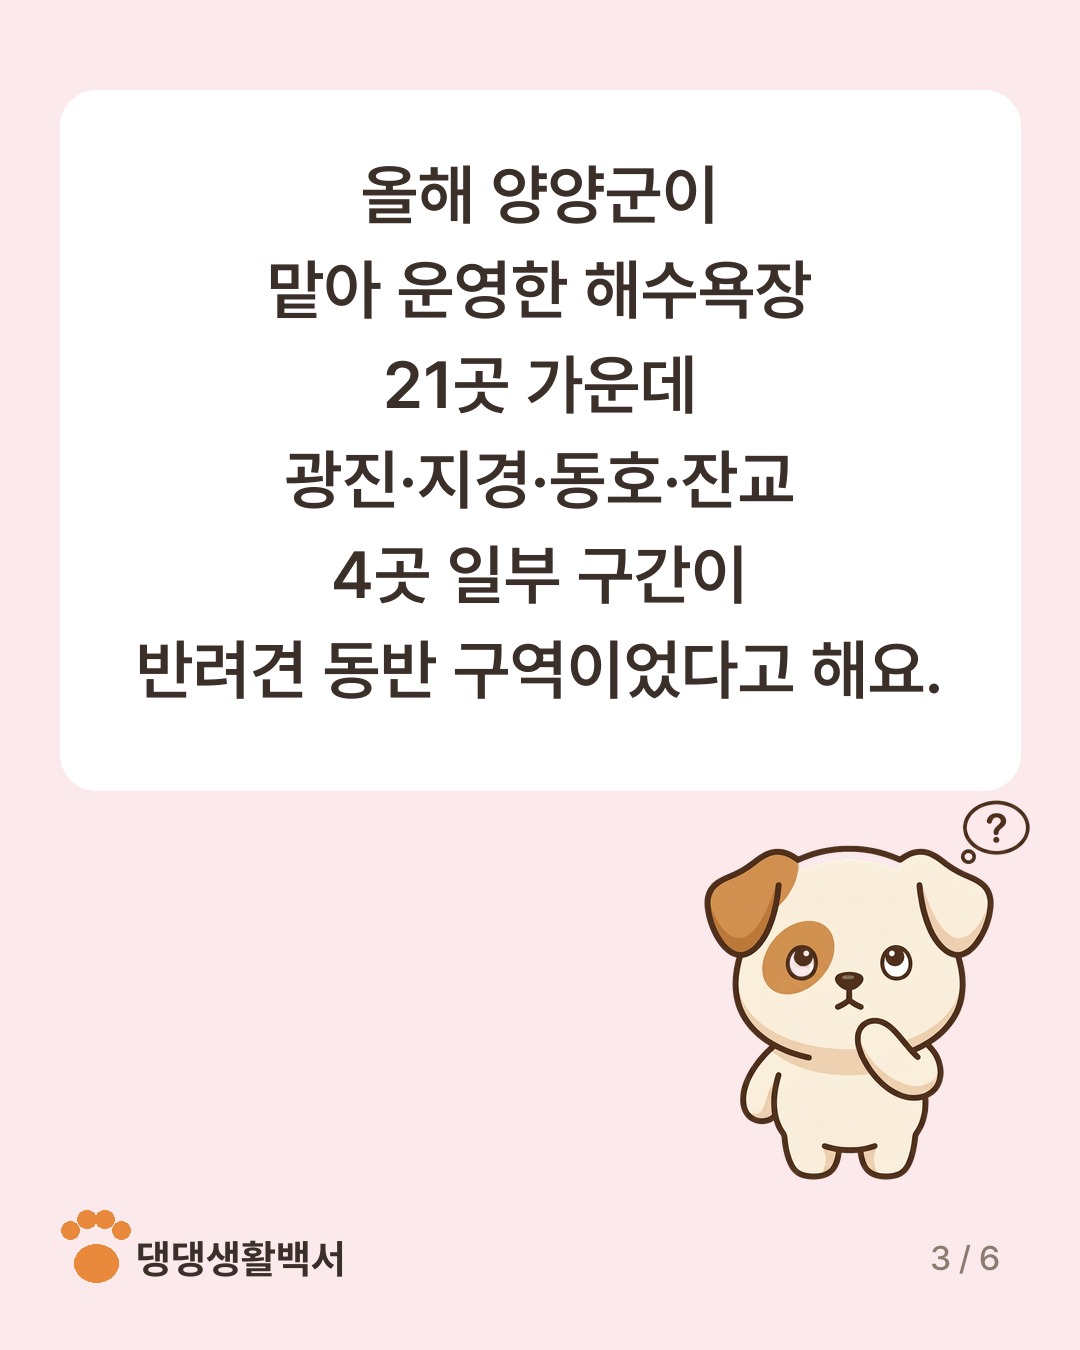 올해 양양군이
맡아 운영한 해수욕장
21곳 가운데
광진·지경·동호·잔교
4곳 일부 구간이
반려견 동반 구역이었다고 해요.
?
댕댕생활백서
3 / 6